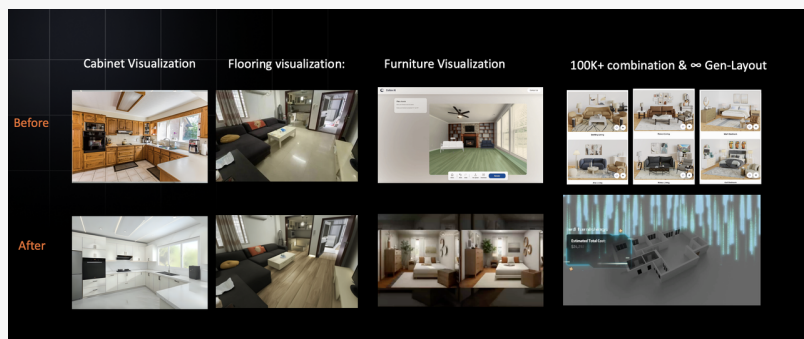 Cabinet Visualization
Flooring visualization:
Furniture Visualization
100K+ combination & ∞ Gen-Layout
Before
After
Estimated Total Cost: